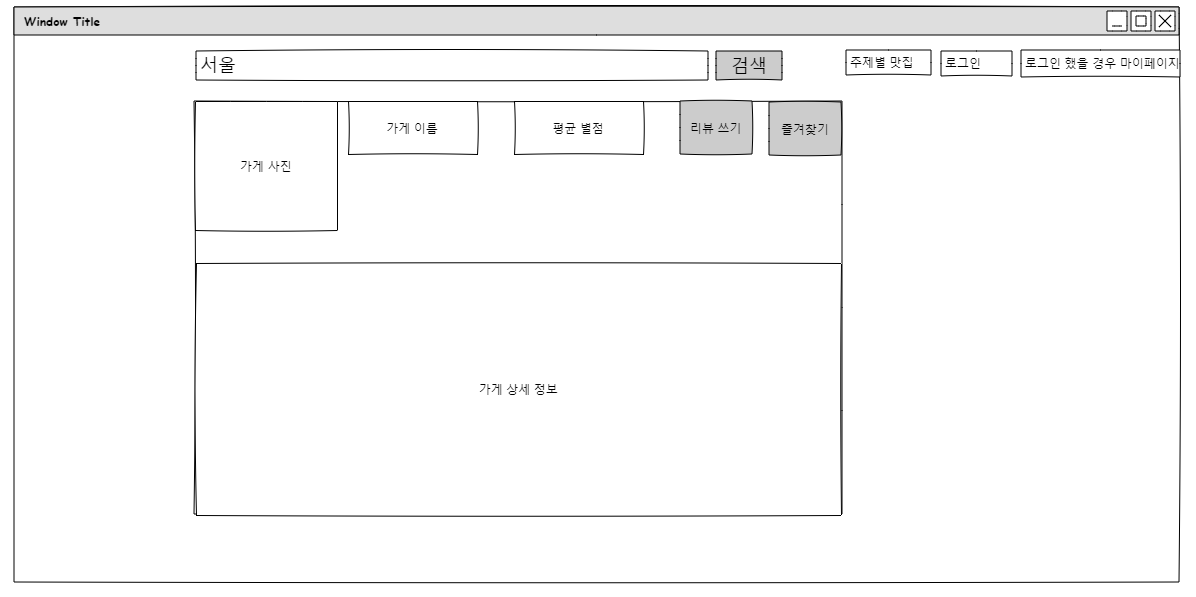 Window Title
서울
검색
주제별 맛집
로그인
로그인 했을 경우 마이페이지
가게 사진
가게 이름
평균 별점
리뷰 쓰기
즐겨찾기
가게 상세 정보